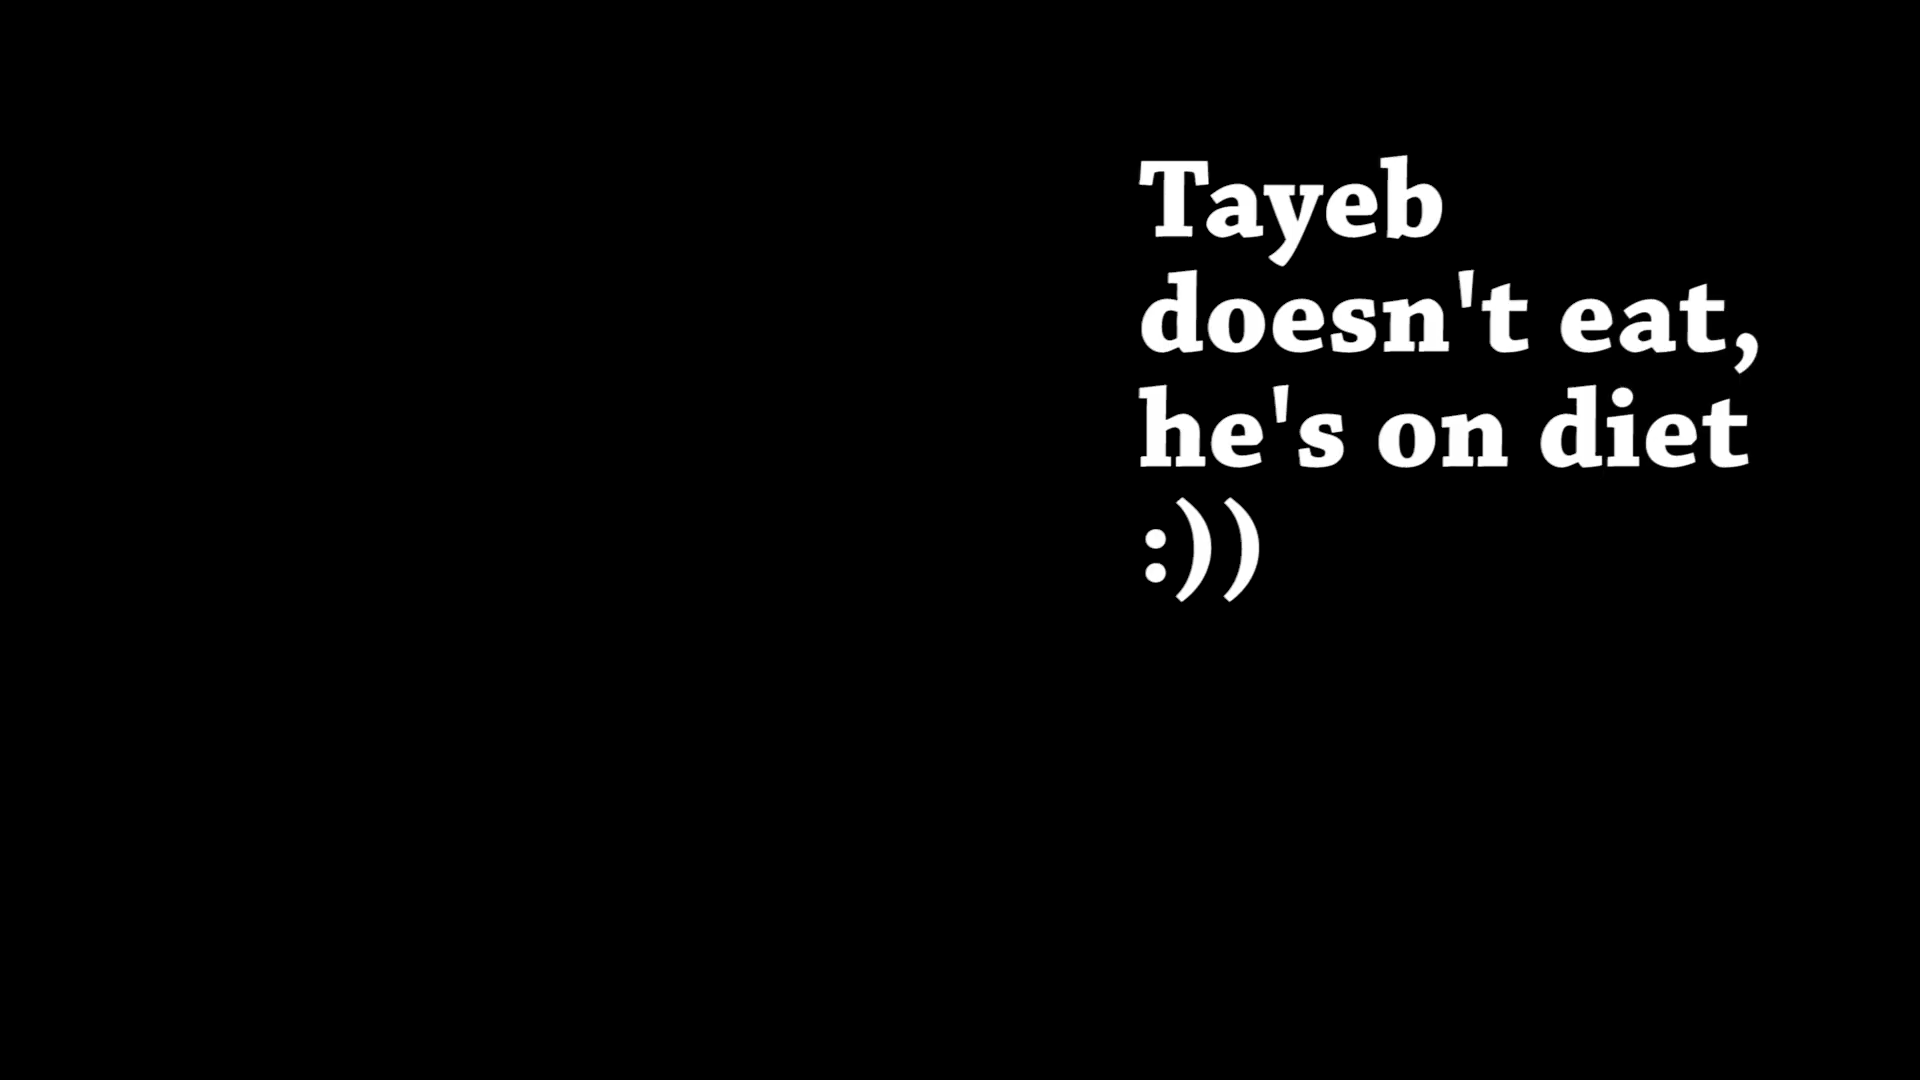 Tayeb
doesn't eat,
he's on diet
:))